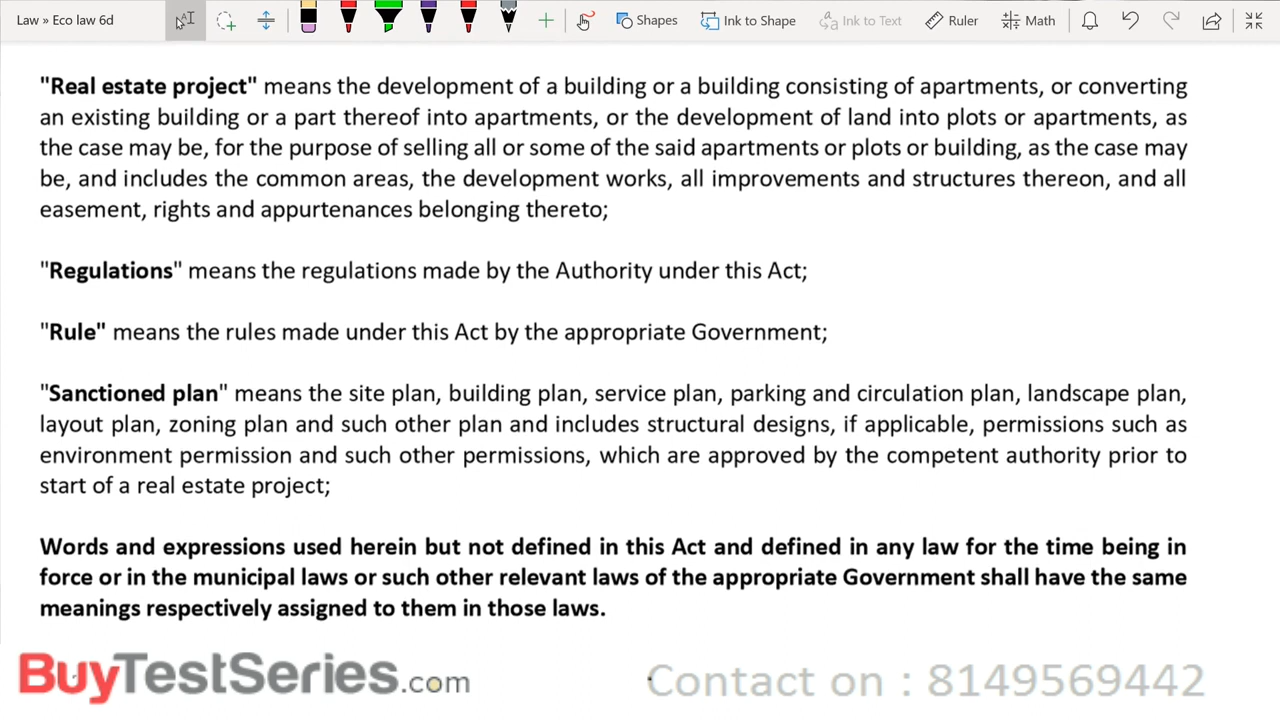 Law » Eco law 6d
Shapes
Ink to Shape
Ink to Text
Ruler
Math
"Real estate project" means the development of a building or a building consisting of apartments, or converting
an existing building or a part thereof into apartments, or the development of land into plots or apartments, as
the case may be, for the purpose of selling all or some of the said apartments or plots or building, as the case may
be, and includes the common areas, the development works, all improvements and structures thereon, and all
easement, rights and appurtenances belonging thereto;
"Regulations" means the regulations made by the Authority under this Act;
"Rule" means the rules made under this Act by the appropriate Government;
"Sanctioned plan" means the site plan, building plan, service plan, parking and circulation plan, landscape plan,
layout plan, zoning plan and such other plan and includes structural designs, if applicable, permissions such as
environment permission and such other permissions, which are approved by the competent authority prior to
start of a real estate project;
Words and expressions used herein but not defined in this Act and defined in any law for the time being in
force or in the municipal laws or such other relevant laws of the appropriate Government shall have the same
meanings respectively assigned to them in those laws.
BuyTestSeries.com
Contact on : 8149569442